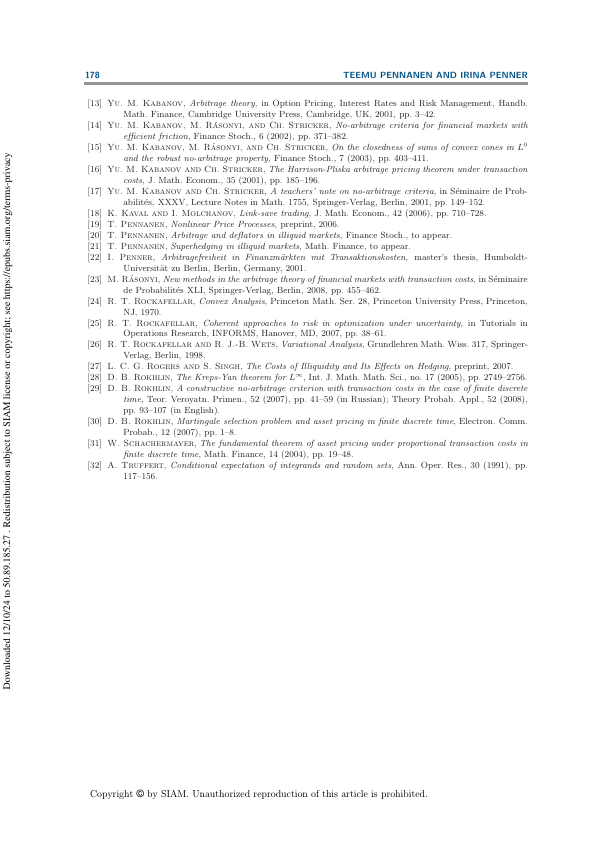 178
TEEMU PENNANEN AND IRINA PENNER
[13] YU. M. KABANOV, Arbitrage theory, in Option Pricing, Interest Rates and Risk Management, Handb.
Math. Finance, Cambridge University Press, Cambridge, UK, 2001, pp. 3–42.
[14] YU. M. KABANOV, M. RÁSONYI, AND CH. STRICKER, No-arbitrage criteria for financial markets with
efficient friction, Finance Stoch., 6 (2002), pp. 371–382.
[15] YU. M. KABANOV, M. RÁSONYI, AND CH. STRICKER, On the closedness of sums of convex cones in L⁰
and the robust no-arbitrage property, Finance Stoch., 7 (2003), pp. 403–411.
[16] YU. M. KABANOV AND CH. STRICKER, The Harrison-Pliska arbitrage pricing theorem under transaction
costs, J. Math. Econom., 35 (2001), pp. 185–196.
[17] YU. M. KABANOV AND CH. STRICKER, A teachers' note on no-arbitrage criteria, in Séminaire de Prob-
abilités, XXXV, Lecture Notes in Math. 1755, Springer-Verlag, Berlin, 2001, pp. 149–152.
[18] K. KAVAL AND I. MOLCHANOV, Link-save trading, J. Math. Econom., 42 (2006), pp. 710–728.
[19] T. PENNANEN, Nonlinear Price Processes, preprint, 2006.
[20] T. PENNANEN, Arbitrage and deflators in illiquid markets, Finance Stoch., to appear.
[21] T. PENNANEN, Superhedging in illiquid markets, Math. Finance, to appear.
[22] I. PENNER, Arbitragefreiheit in Finanzmärkten mit Transaktionskosten, master's thesis, Humboldt-
Universität zu Berlin, Berlin, Germany, 2001.
[23] M. RÁSONYI, New methods in the arbitrage theory of financial markets with transaction costs, in Séminaire
de Probabilités XLI, Springer-Verlag, Berlin, 2008, pp. 455–462.
[24] R. T. ROCKAFELLAR, Convex Analysis, Princeton Math. Ser. 28, Princeton University Press, Princeton,
NJ, 1970.
[25] R. T. ROCKAFELLAR, Coherent approaches to risk in optimization under uncertainty, in Tutorials in
Operations Research, INFORMS, Hanover, MD, 2007, pp. 38–61.
[26] R. T. ROCKAFELLAR AND R. J.-B. WETS, Variational Analysis, Grundlehren Math. Wiss. 317, Springer-
Verlag, Berlin, 1998.
[27] L. C. G. ROGERS AND S. SINGH, The Costs of Illiquidity and Its Effects on Hedging, preprint, 2007.
[28] D. B. ROKHLIN, The Kreps-Yan theorem for L∞, Int. J. Math. Math. Sci., no. 17 (2005), pp. 2749–2756.
[29] D. B. ROKHLIN, A constructive no-arbitrage criterion with transaction costs in the case of finite discrete
time, Teor. Veroyatn. Primen., 52 (2007), pp. 41–59 (in Russian); Theory Probab. Appl., 52 (2008),
pp. 93–107 (in English).
[30] D. B. ROKHLIN, Martingale selection problem and asset pricing in finite discrete time, Electron. Comm.
Probab., 12 (2007), pp. 1–8.
[31] W. SCHACHERMAYER, The fundamental theorem of asset pricing under proportional transaction costs in
finite discrete time, Math. Finance, 14 (2004), pp. 19–48.
[32] A. TRUFFERT, Conditional expectation of integrands and random sets, Ann. Oper. Res., 30 (1991), pp.
117–156.
Downloaded 12/10/24 to 50.89.185.27 . Redistribution subject to SIAM license or copyright; see https://epubs.siam.org/terms-privacy
Copyright © by SIAM. Unauthorized reproduction of this article is prohibited.